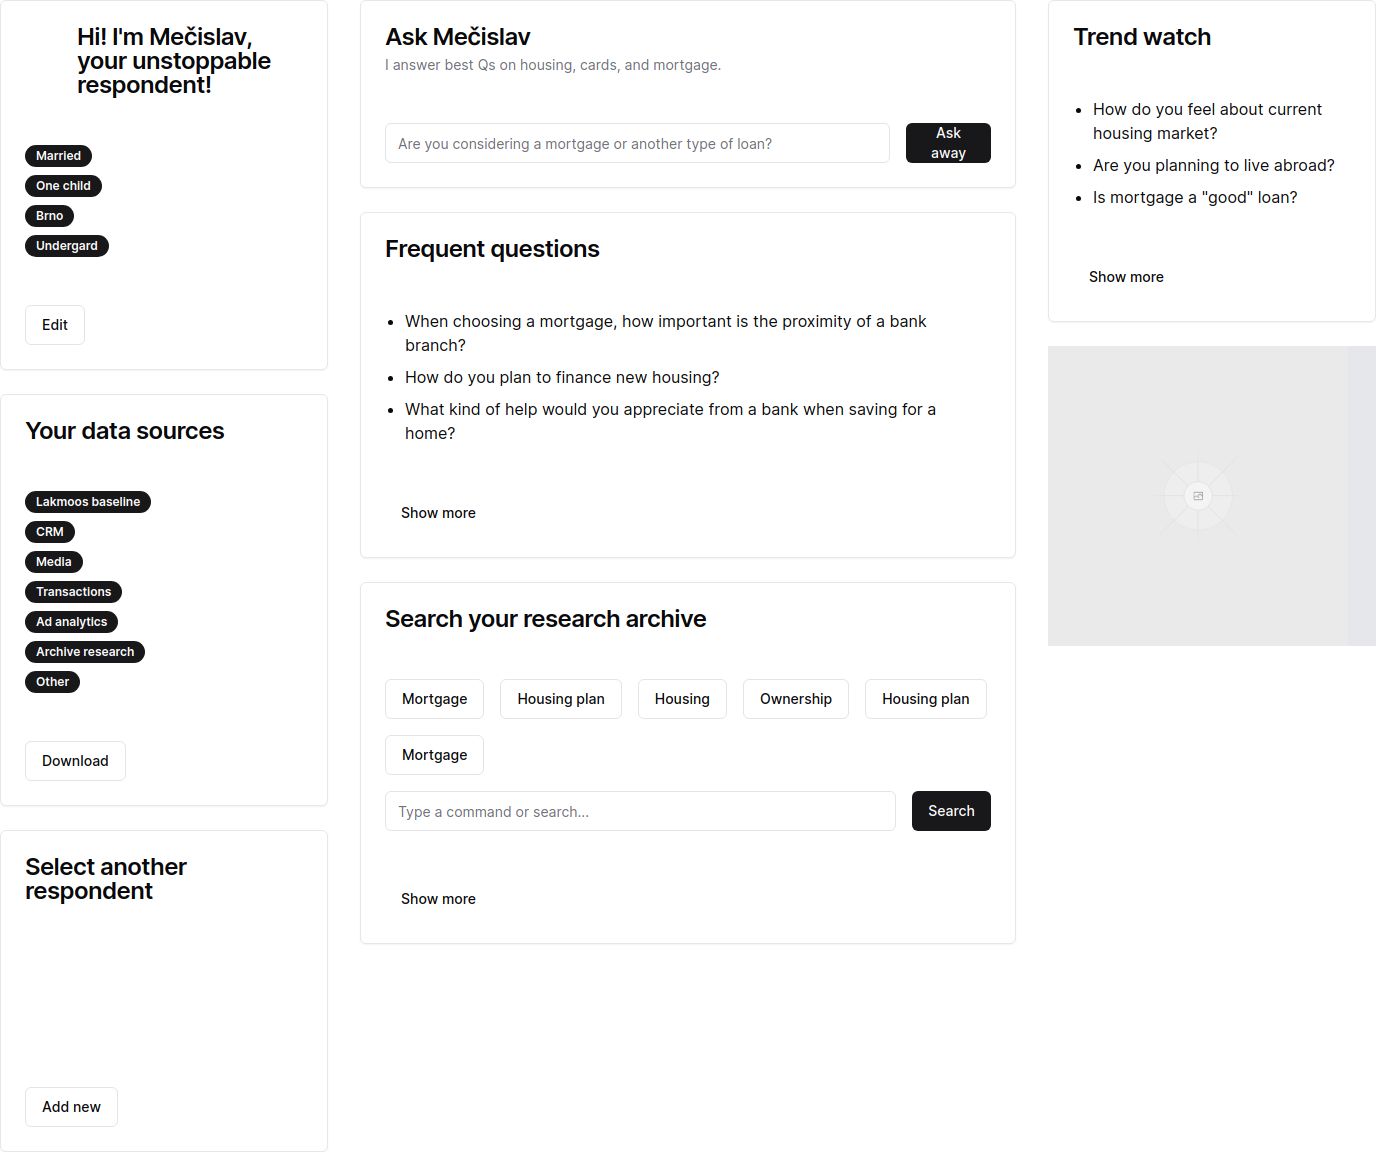 Hi! I'm Mečislav,
your unstoppable
respondent!
Married
One child
Brno
Undergard
Edit
Your data sources
Lakmoos baseline
CRM
Media
Transactions
Ad analytics
Archive research
Other
Download
Select another
respondent
Add new
Ask Mečislav
I answer best Qs on housing, cards, and mortgage.
Are you considering a mortgage or another type of loan?
Ask
away
Frequent questions
When choosing a mortgage, how important is the proximity of a bank
branch?
How do you plan to finance new housing?
What kind of help would you appreciate from a bank when saving for a
home?
Show more
Search your research archive
Mortgage
Housing plan
Housing
Ownership
Housing plan
Mortgage
Type a command or search...
Search
Show more
Trend watch
How do you feel about current
housing market?
Are you planning to live abroad?
Is mortgage a "good" loan?
Show more